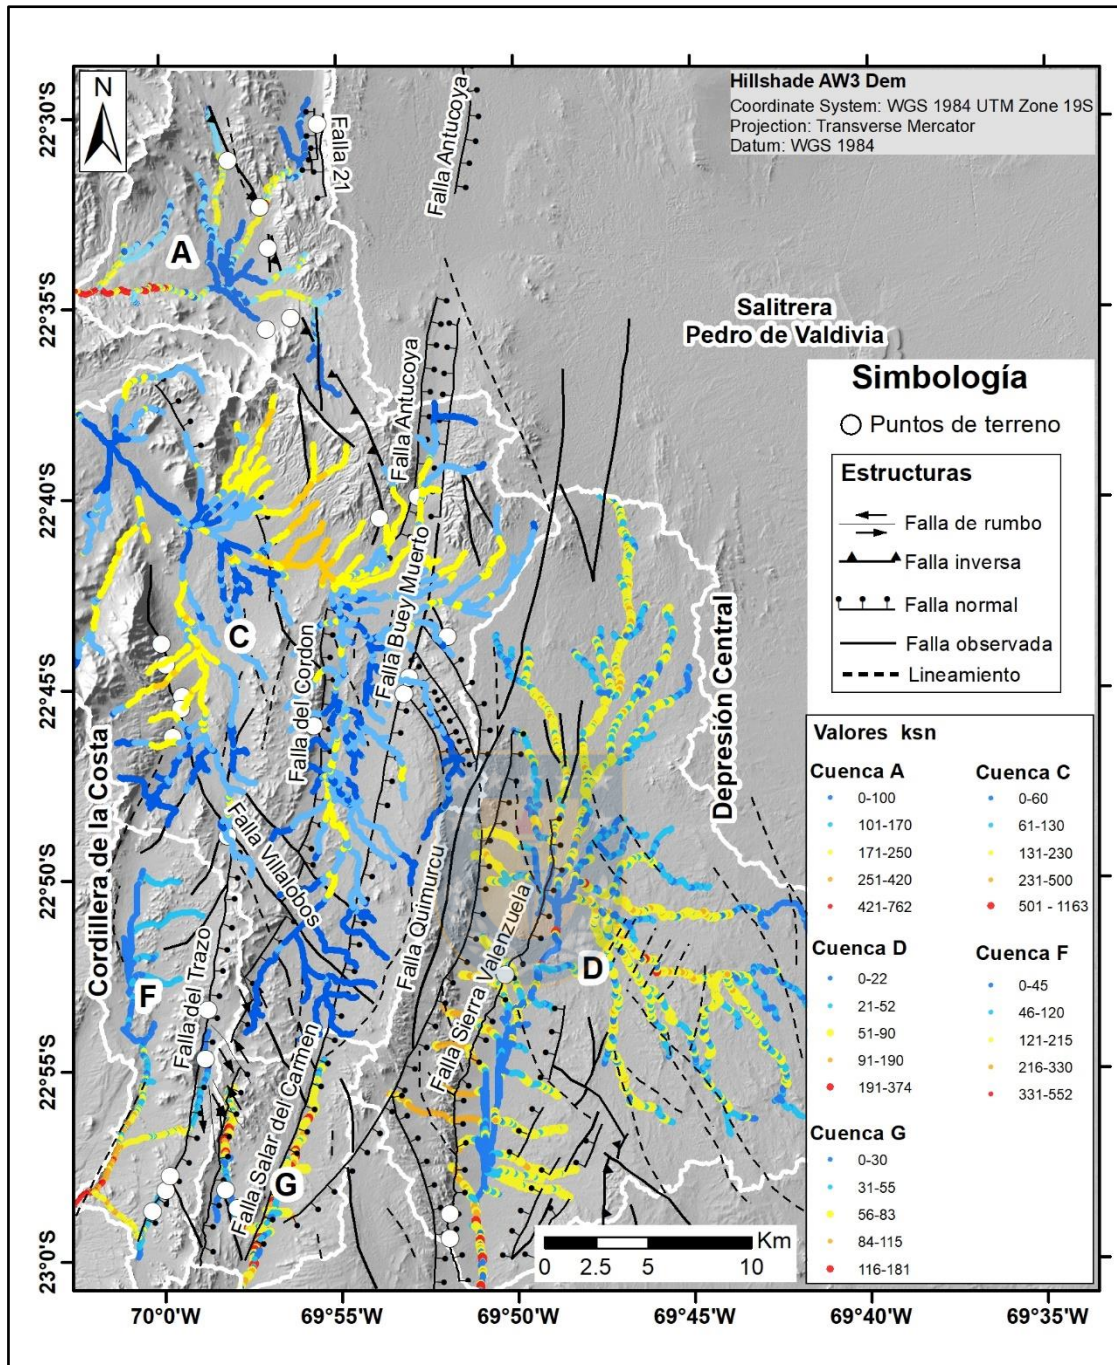 Hillshade AW3 Dem
Coordinate System: WGS 1984 UTM Zone 19S
Projection: Transverse Mercator
Datum: WGS 1984
N
22°30'S
22°35'S
22°40'S
22°45'S
22°50'S
22°55'S
23°0'S
Falla 21
Falla Antucoya
A
Salitrera
Pedro de Valdivia
Falla Antucoya
Falla Buey Muerto
C
Falla del Cordon
Depresión Central
Cordillera de la Costa
Falla Villalobos
Falla Quimurcu
Falla Sierra Valenzuela
D
F
Falla del Trazo
Falla Salar del Carmen
G
Simbología
Puntos de terreno
Estructuras
Falla de rumbo
Falla inversa
Falla normal
Falla observada
Lineamiento
Valores ksn
Cuenca A
0-100
101-170
171-250
251-420
421-762
Cuenca C
0-60
61-130
131-230
231-500
501 - 1163
Cuenca D
0-22
21-52
51-90
91-190
191-374
Cuenca F
0-45
46-120
121-215
216-330
331-552
Cuenca G
0-30
31-55
56-83
84-115
116-181
Km
0 2.5 5 10
70°0'W
69°55'W
69°50'W
69°45'W
69°40'W
69°35'W